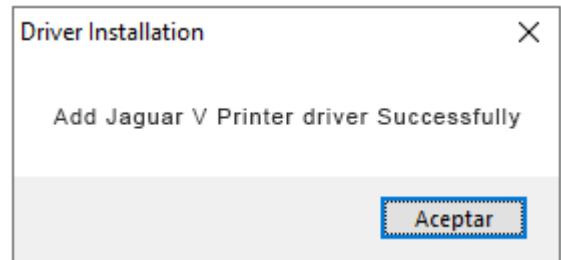 Driver Installation
Add Jaguar V Printer driver Successfully
Aceptar